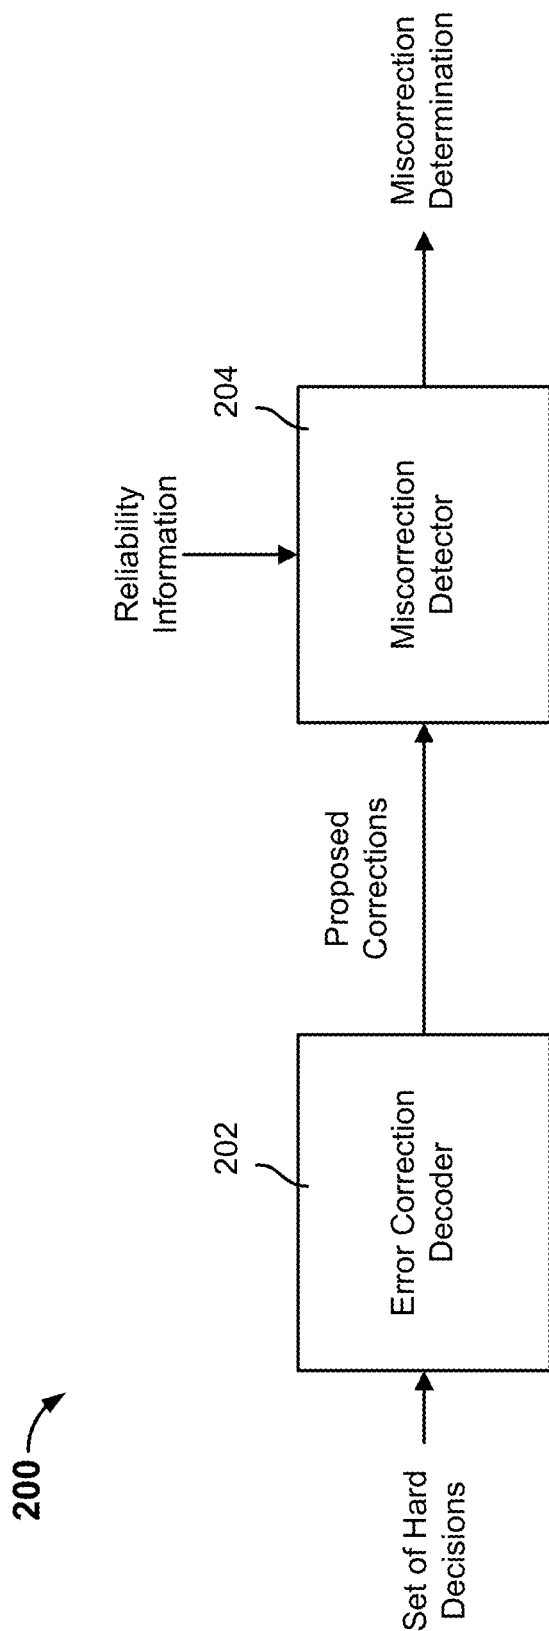 200
Set of Hard
Decisions
202
Error Correction
Decoder
Proposed
Corrections
Reliability
Information
204
Miscorrection
Detector
Miscorrection
Determination